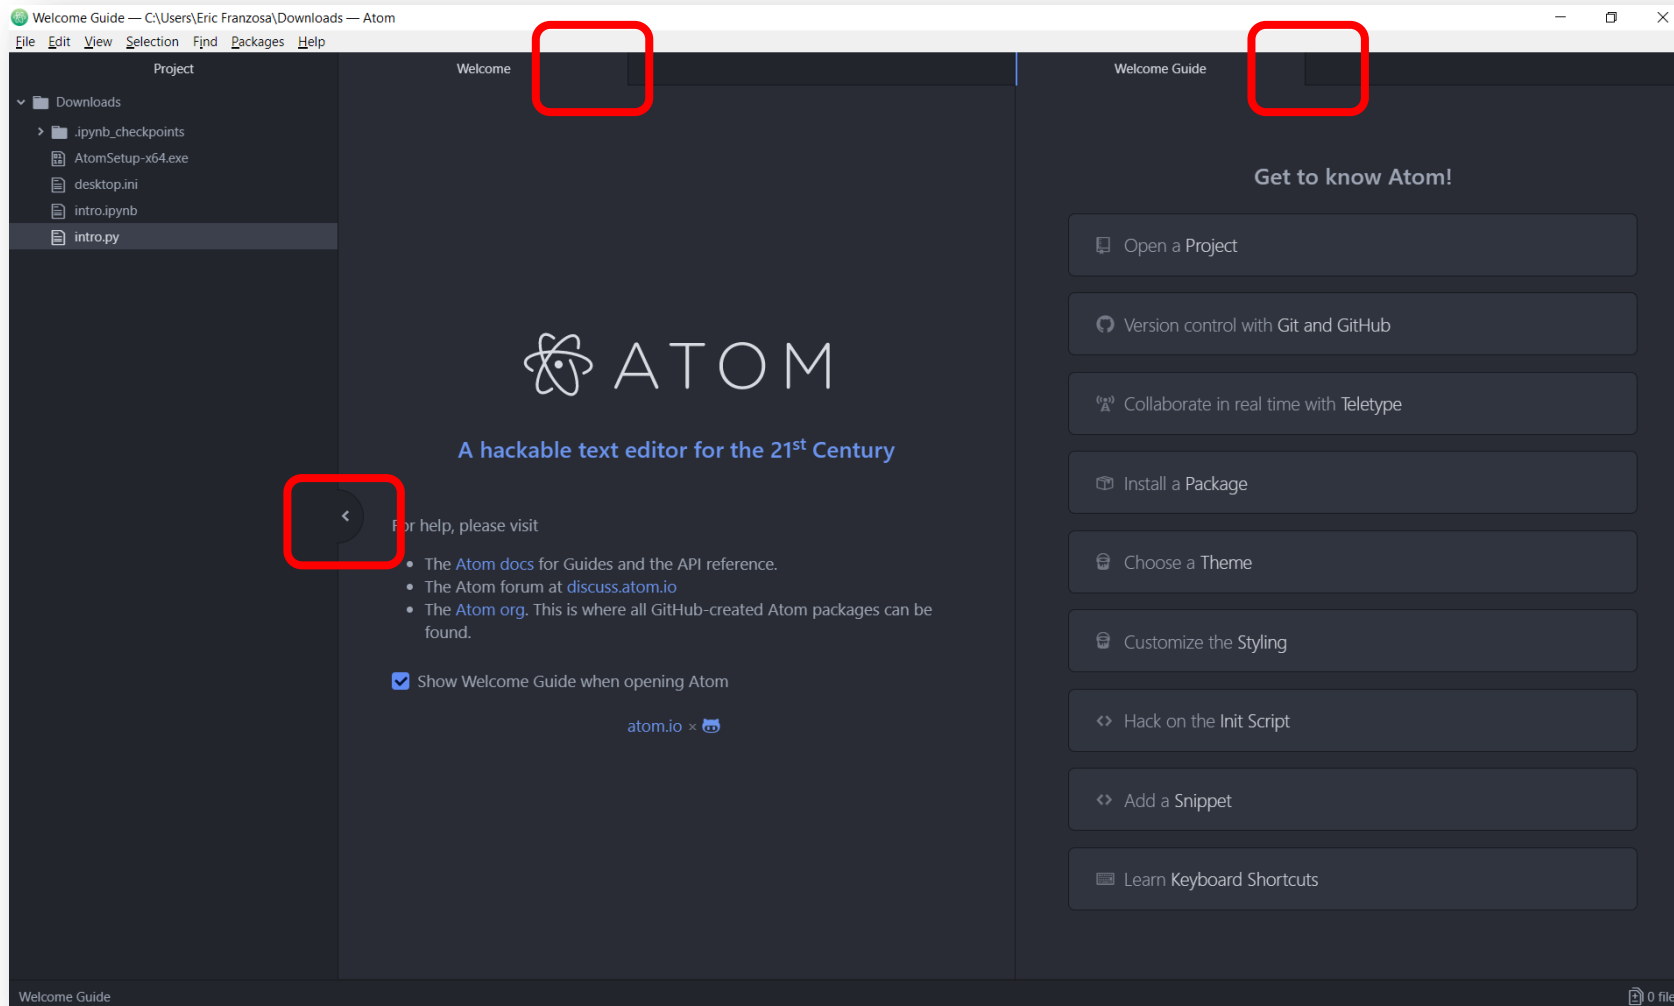 Welcome Guide — C:\Users\Eric Franzosa\Downloads — Atom
File Edit View Selection Find Packages Help
Project
Downloads
.ipynb_checkpoints
AtomSetup-x64.exe
desktop.ini
intro.ipynb
intro.py
Welcome
ATOM
A hackable text editor for the 21st Century
For help, please visit
The Atom docs for Guides and the API reference.
The Atom forum at discuss.atom.io
The Atom org. This is where all GitHub-created Atom packages can be
found.
Show Welcome Guide when opening Atom
atom.io ×
Welcome Guide
Get to know Atom!
Open a Project
Version control with Git and GitHub
Collaborate in real time with Teletype
Install a Package
Choose a Theme
Customize the Styling
Hack on the Init Script
Add a Snippet
Learn Keyboard Shortcuts
Welcome Guide
0 file